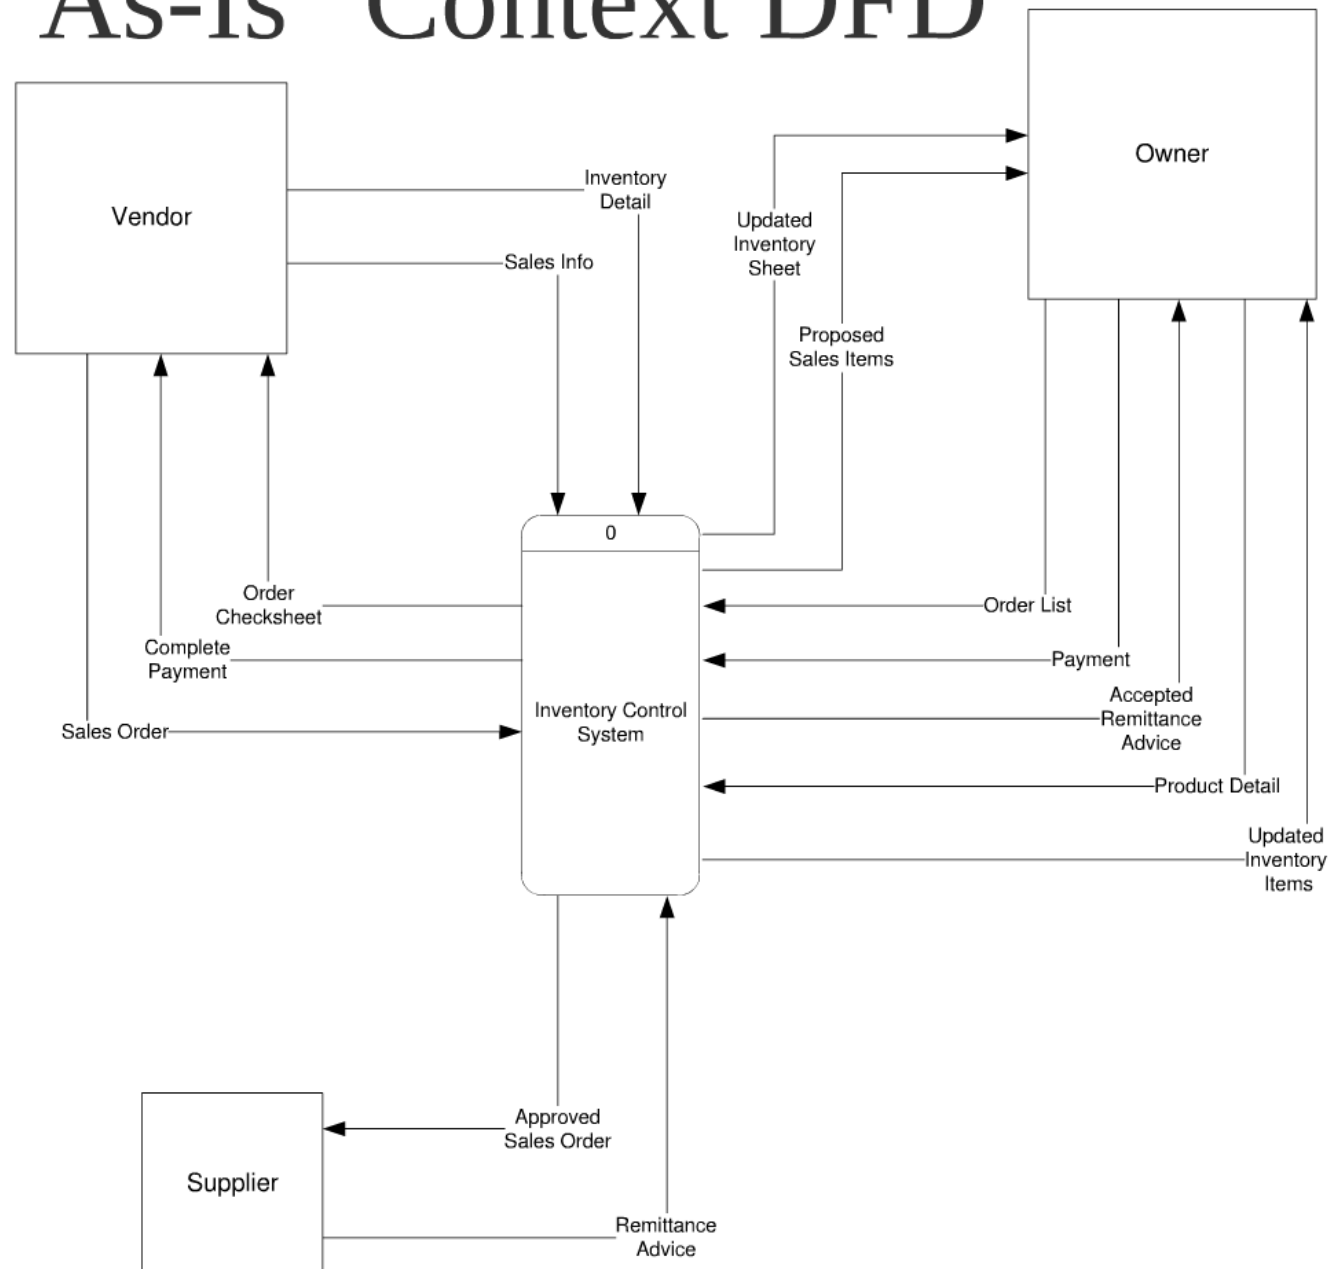 As-Is" Context DFD
Owner
Vendor
Inventory
Detail
Sales Info
Updated
Inventory
Sheet
Proposed
Sales Items
0
Order
Checksheet
Order List
Complete
Payment
Payment
Accepted
Remittance
Advice
Inventory Control
System
Sales Order
Product Detail
Updated
Inventory
Items
Approved
Sales Order
Supplier
Remittance
Advice